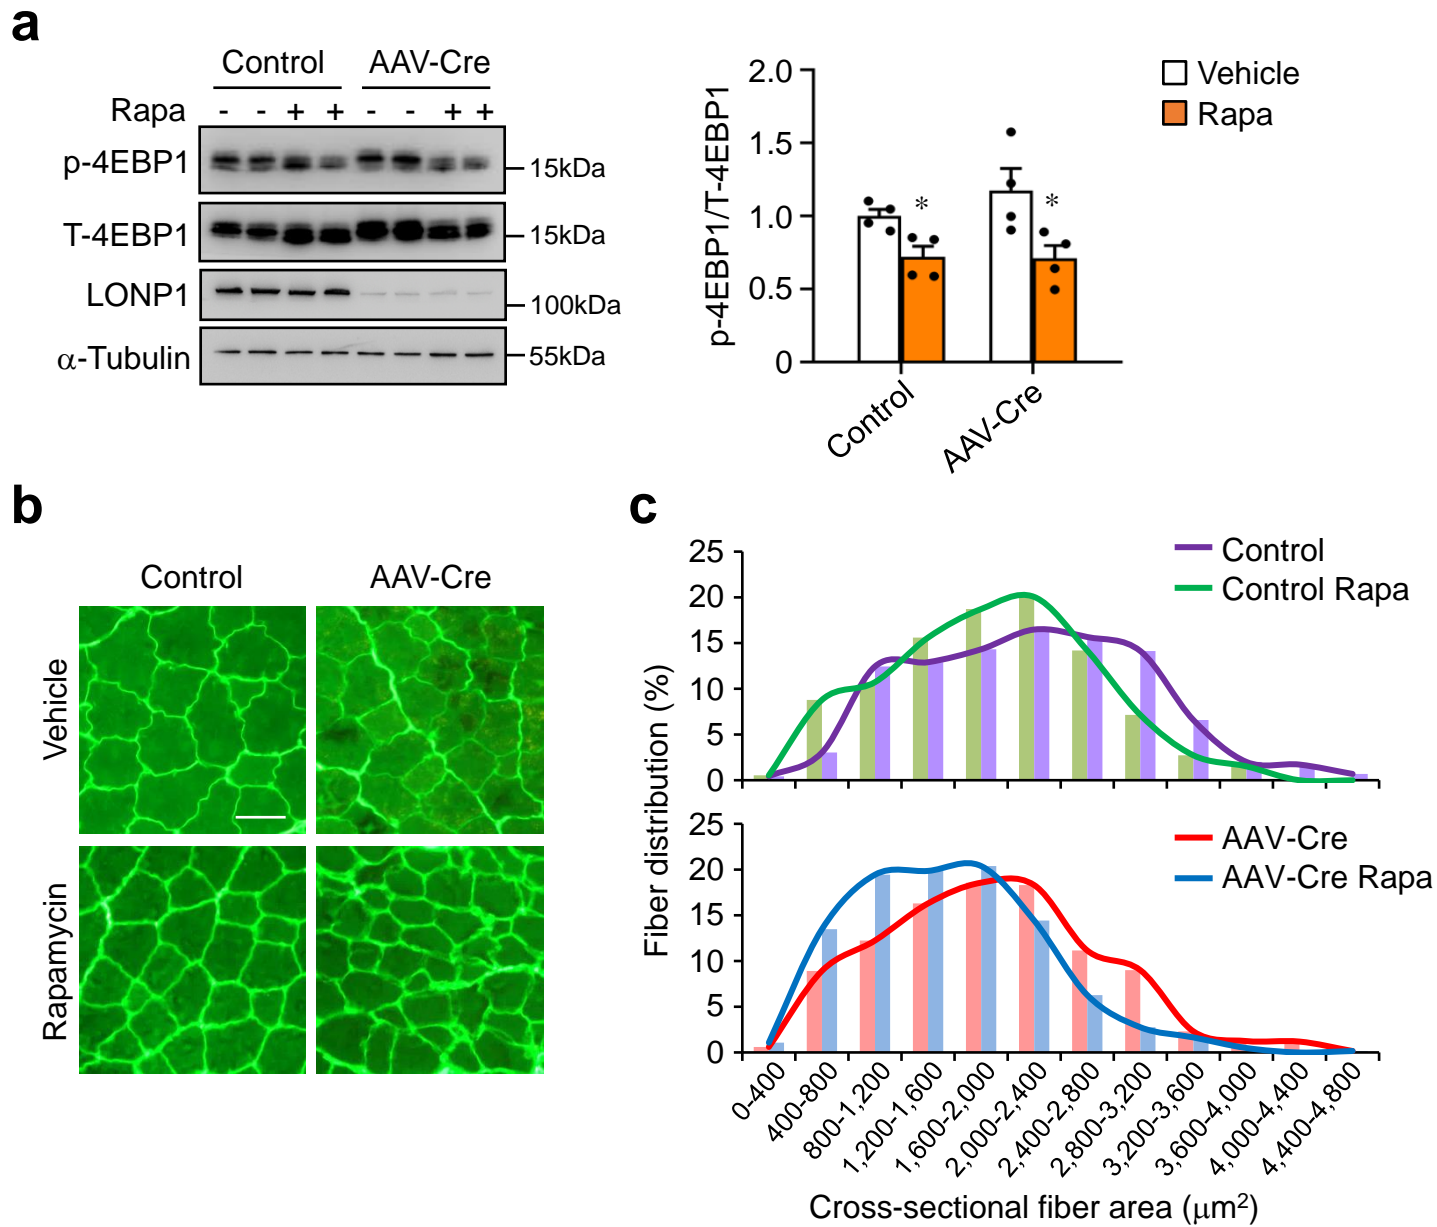 a
Control AAV-Cre
Rapa - - + + - - + +
p-4EBP1 15kDa
T-4EBP1 15kDa
LONP1 100kDa
α-Tubulin 55kDa
p-4EBP1/T-4EBP1
2.0
1.5
1.0
0.5
0
* *
Control AAV-Cre
Vehicle
Rapa
b
Control AAV-Cre
Vehicle
Rapamycin
c
Fiber distribution (%)
25
20
15
10
5
0
Control
Control Rapa
25
20
15
10
5
0
AAV-Cre
AAV-Cre Rapa
0-400
400-800
800-1,200
1,200-1,600
1,600-2,000
2,000-2,400
2,400-2,800
2,800-3,200
3,200-3,600
3,600-4,000
4,000-4,400
4,400-4,800
Cross-sectional fiber area (μm²)